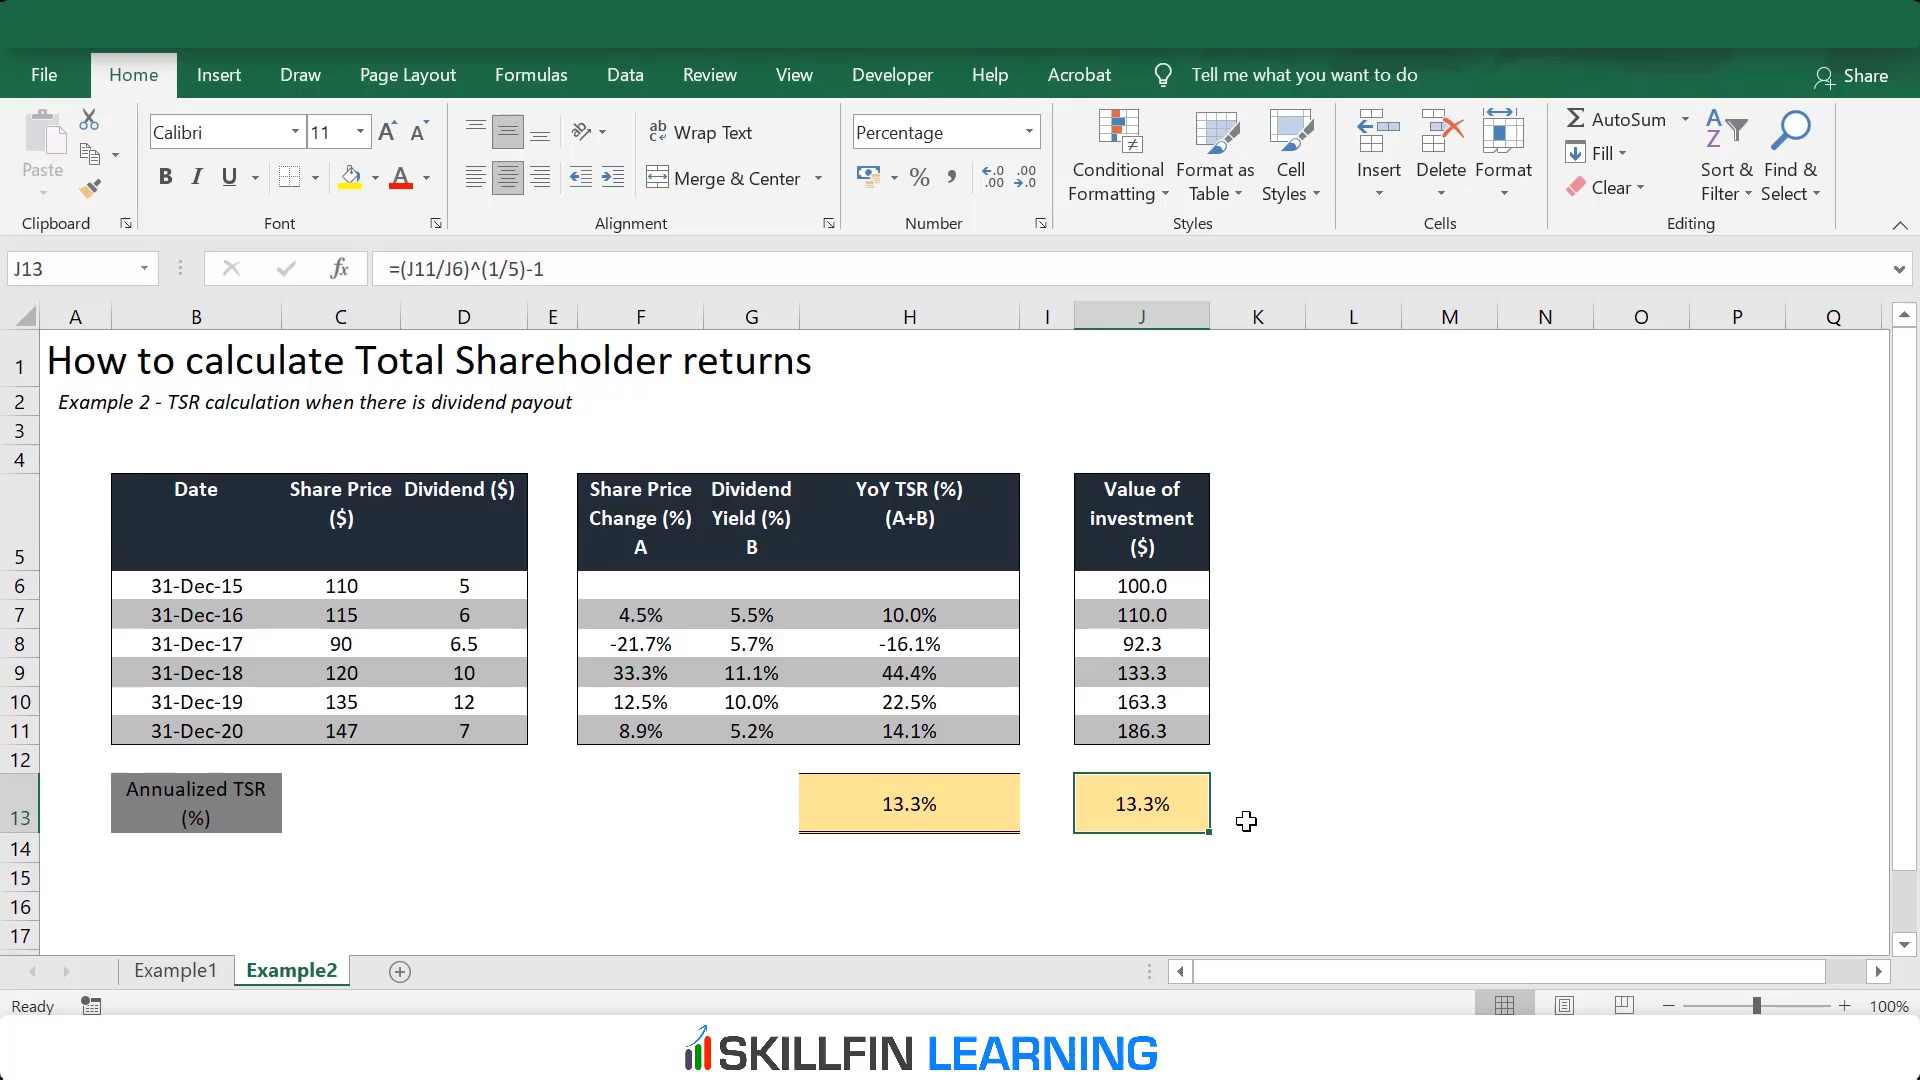 File Home Insert Draw Page Layout Formulas Data Review View Developer Help Acrobat Tell me what you want to do Share
Paste
Clipboard
Calibri 11
B I U
Font
ab Wrap Text
Merge & Center
Alignment
Percentage
% , .00 .0
Number
Conditional Formatting
Format as Table
Cell Styles
Styles
Insert Delete Format
Cells
Σ AutoSum
Fill
Clear
Sort & Filter
Find & Select
Editing
J13 fx =(J11/J6)^(1/5)-1
A B C D E F G H I J K L M N O P Q
1 How to calculate Total Shareholder returns
2 Example 2 - TSR calculation when there is dividend payout
3
4
5 Date Share Price ($) Dividend ($) Share Price Change (%) A Dividend Yield (%) B YoY TSR (%) (A+B) Value of investment ($)
6 31-Dec-15 110 5 100.0
7 31-Dec-16 115 6 4.5% 5.5% 10.0% 110.0
8 31-Dec-17 90 6.5 -21.7% 5.7% -16.1% 92.3
9 31-Dec-18 120 10 33.3% 11.1% 44.4% 133.3
10 31-Dec-19 135 12 12.5% 10.0% 22.5% 163.3
11 31-Dec-20 147 7 8.9% 5.2% 14.1% 186.3
12
13 Annualized TSR (%) 13.3% 13.3%
14
15
16
17
Example1 Example2
Ready 100%
SKILLFIN LEARNING